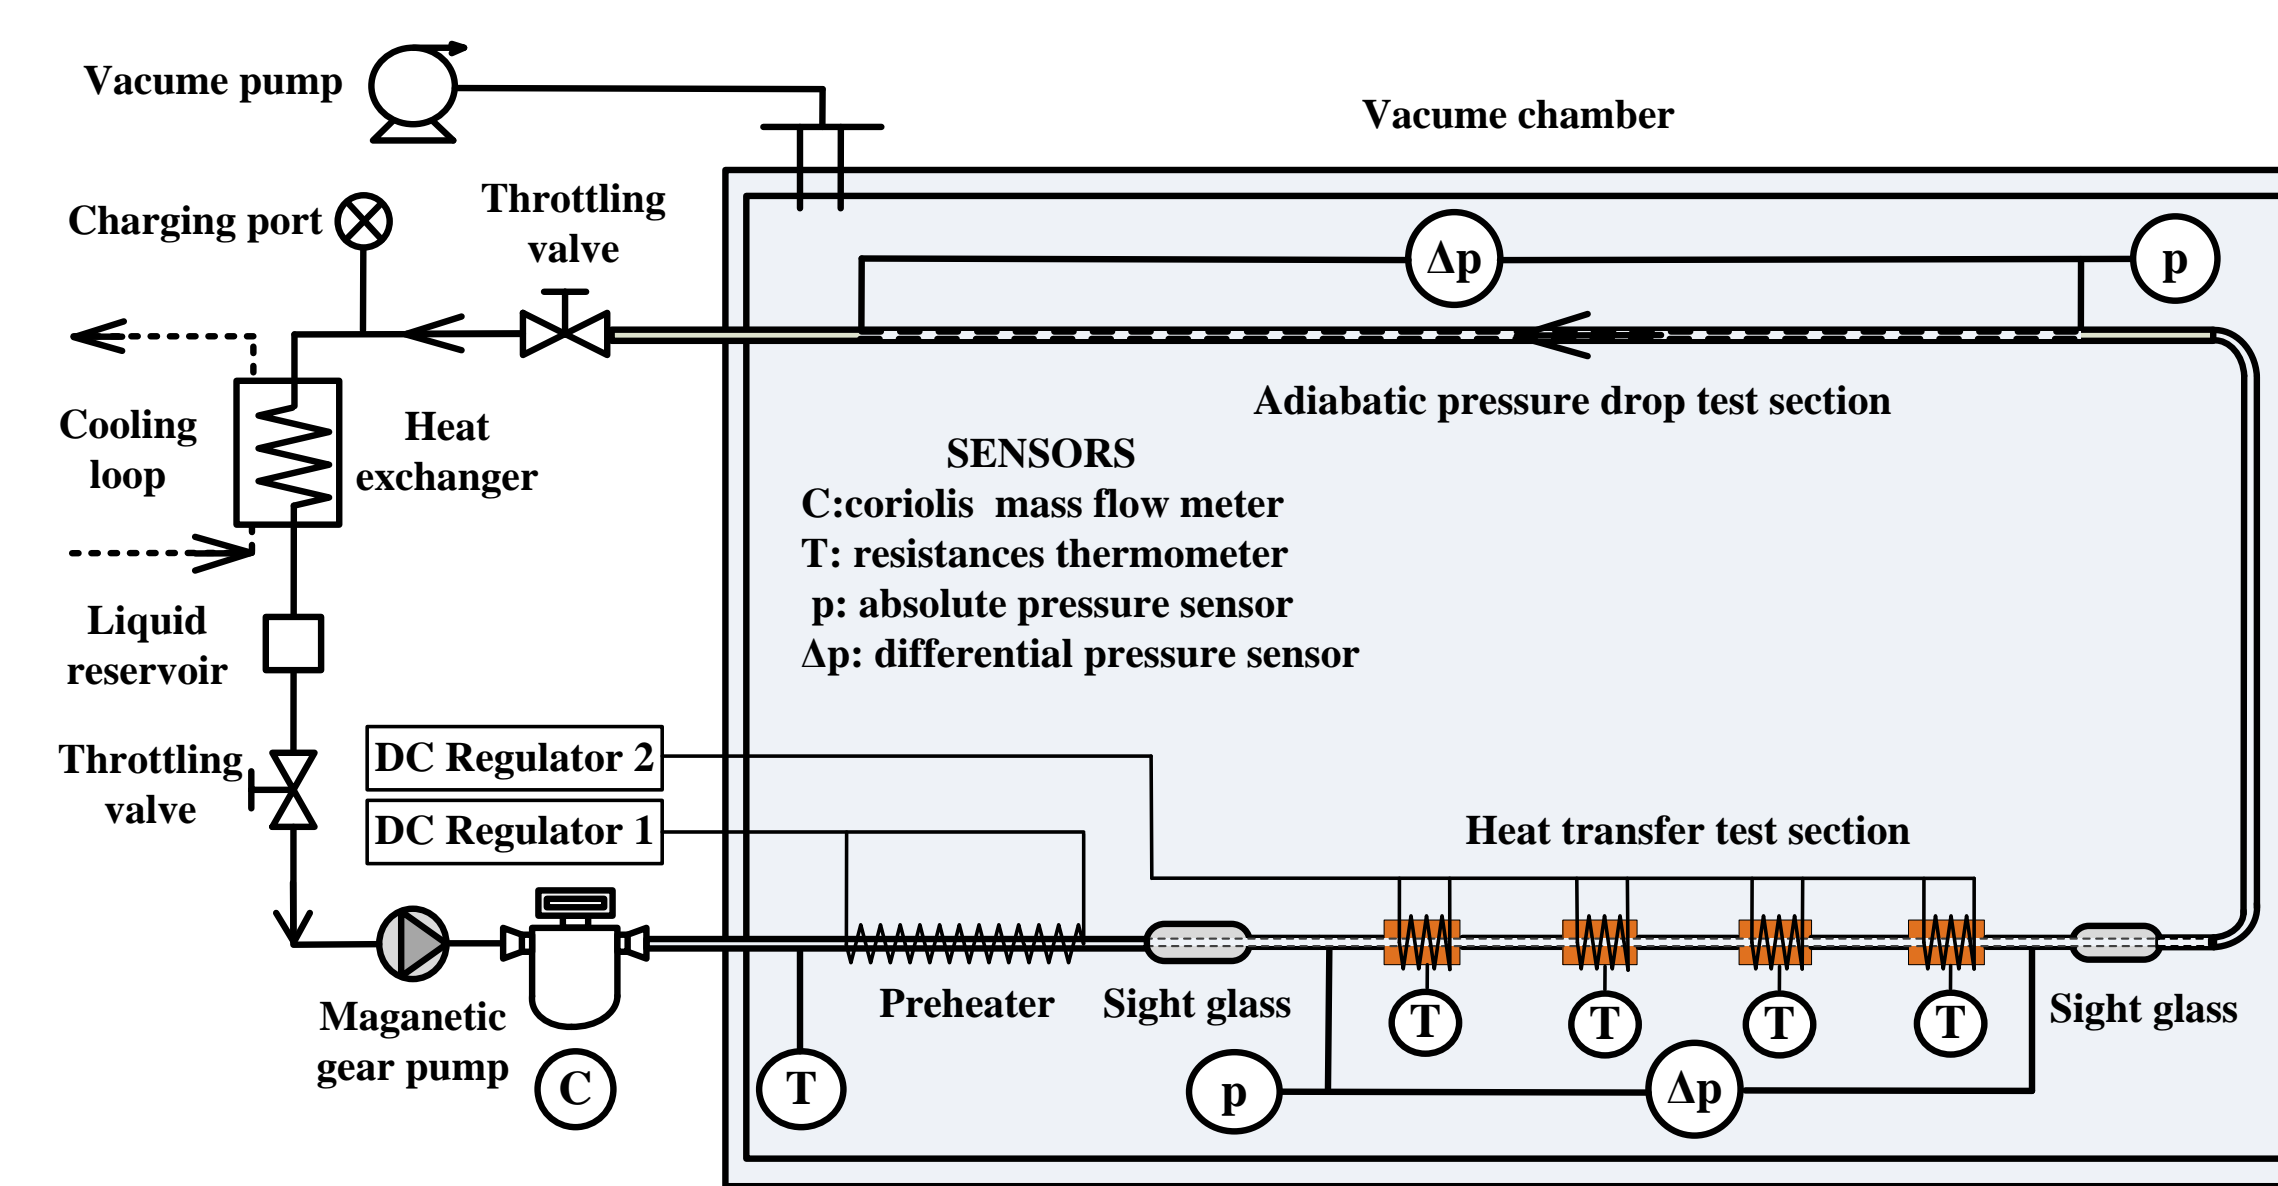 Vacume pump
Vacume chamber
Charging port
Throttling
valve
Δp
p
Adiabatic pressure drop test section
Cooling
loop
Heat
exchanger
SENSORS
C:coriolis mass flow meter
T: resistances thermometer
p: absolute pressure sensor
Δp: differential pressure sensor
Liquid
reservoir
Throttling
valve
DC Regulator 2
DC Regulator 1
Heat transfer test section
Maganetic
gear pump
C
T
Preheater
Sight glass
p
T
T
T
T
Δp
Sight glass